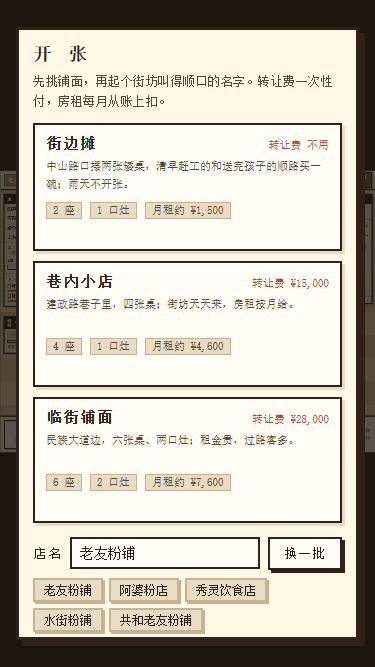 开 张
先挑铺面，再起个街坊叫得顺口的名字。转让费一次性
付，房租每月从账上扣。
街边摊 转让费 不用
中山路口摆两张矮桌，清早赶工的和送完孩子的顺路买一
碗；雨天不开张。
2 座 1 口灶 月租约 ¥1,500
巷内小店 转让费 ¥15,000
建政路巷子里，四张桌；街坊天天来，房租按月给。
4 座 1 口灶 月租约 ¥4,600
临街铺面 转让费 ¥28,000
民族大道边，六张桌、两口灶；租金贵，过路客多。
6 座 2 口灶 月租约 ¥7,600
店名 老友粉铺 换一批
老友粉铺 阿婆粉店 秀灵饮食店
水街粉铺 共和老友粉铺